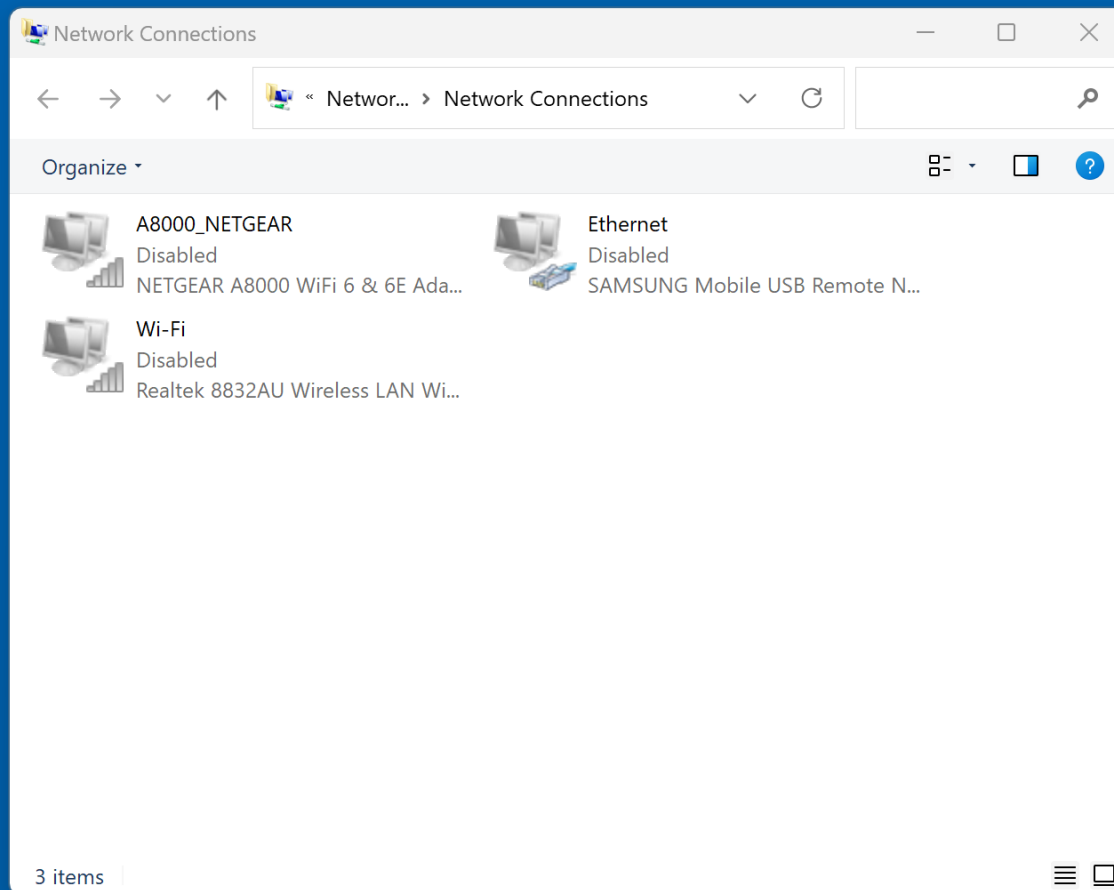 Network Connections
« Networ... › Network Connections
Organize
?
A8000_NETGEAR
Disabled
NETGEAR A8000 WiFi 6 & 6E Ada...
Ethernet
Disabled
SAMSUNG Mobile USB Remote N...
Wi-Fi
Disabled
Realtek 8832AU Wireless LAN Wi...
3 items